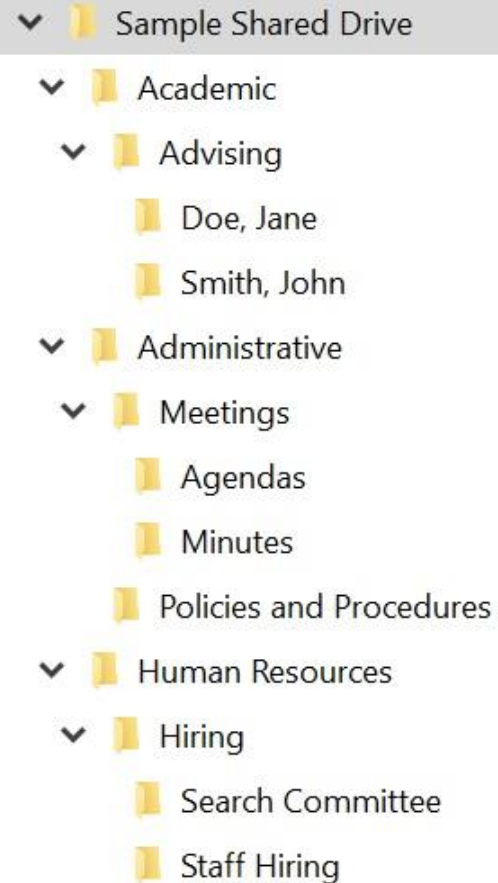 Sample Shared Drive
Academic
Advising
Doe, Jane
Smith, John
Administrative
Meetings
Agendas
Minutes
Policies and Procedures
Human Resources
Hiring
Search Committee
Staff Hiring